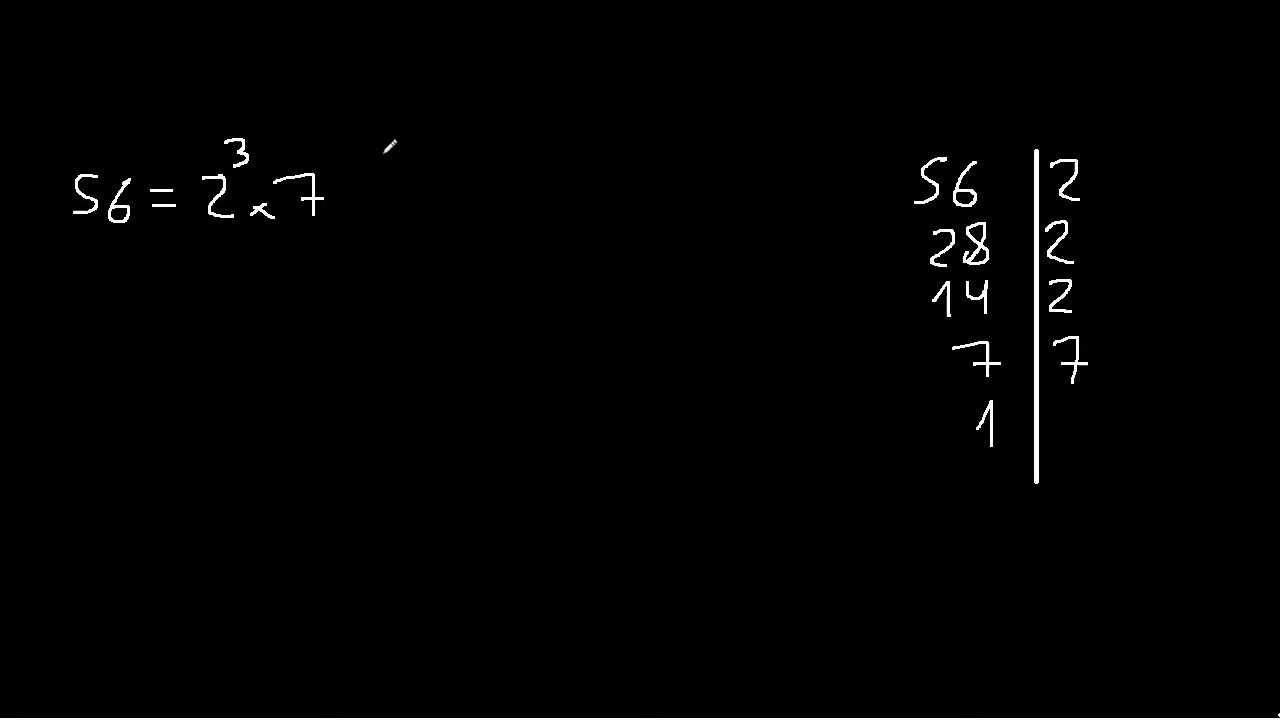 56 = 2³ × 7
56 | 2
28 | 2
14 | 2
7 | 7
1 |